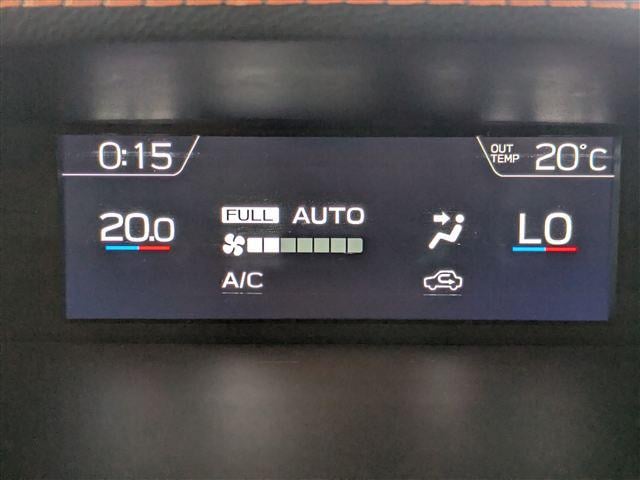 0:15 OUT TEMP 20°C
20.0 FULL AUTO LO
A/C